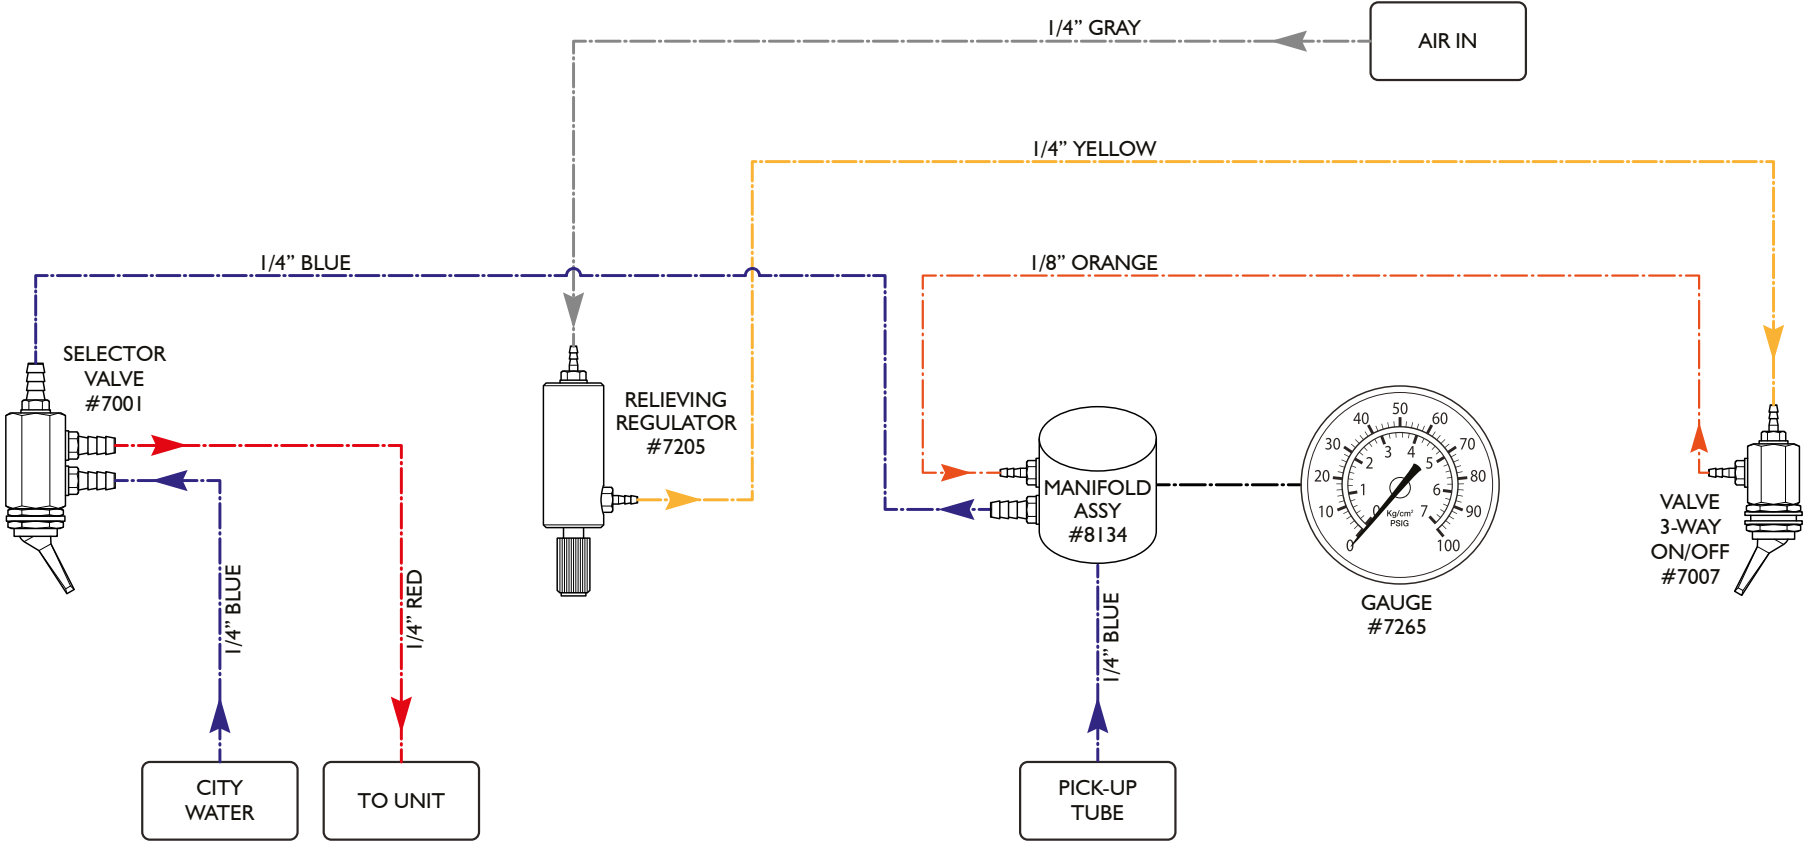 1/4” GRAY
AIR IN
1/4” YELLOW
1/4” BLUE
1/8” ORANGE
SELECTOR
VALVE
#7001
RELIEVING
REGULATOR
#7205
MANIFOLD
ASSY
#8134
0
10
20
30
40
50
60
70
80
90
100
0
1
2
3
4
5
6
7
Kg/cm²
PSIG
GAUGE
#7265
VALVE
3-WAY
ON/OFF
#7007
1/4” BLUE
1/4” RED
1/4” BLUE
CITY
WATER
TO UNIT
PICK-UP
TUBE